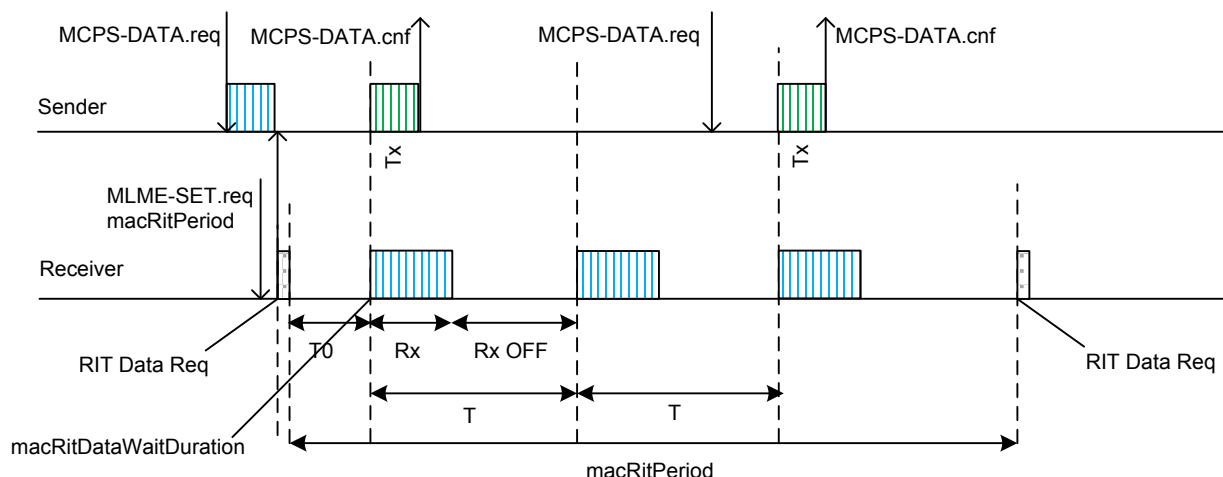 MCPS-DATA.req
MCPS-DATA.cnf
MCPS-DATA.req
MCPS-DATA.cnf
Sender
Tx
Tx
MLME-SET.req
macRitPeriod
Receiver
RIT Data Req
T0
Rx
Rx OFF
RIT Data Req
T
T
macRitDataWaitDuration
macRitPeriod